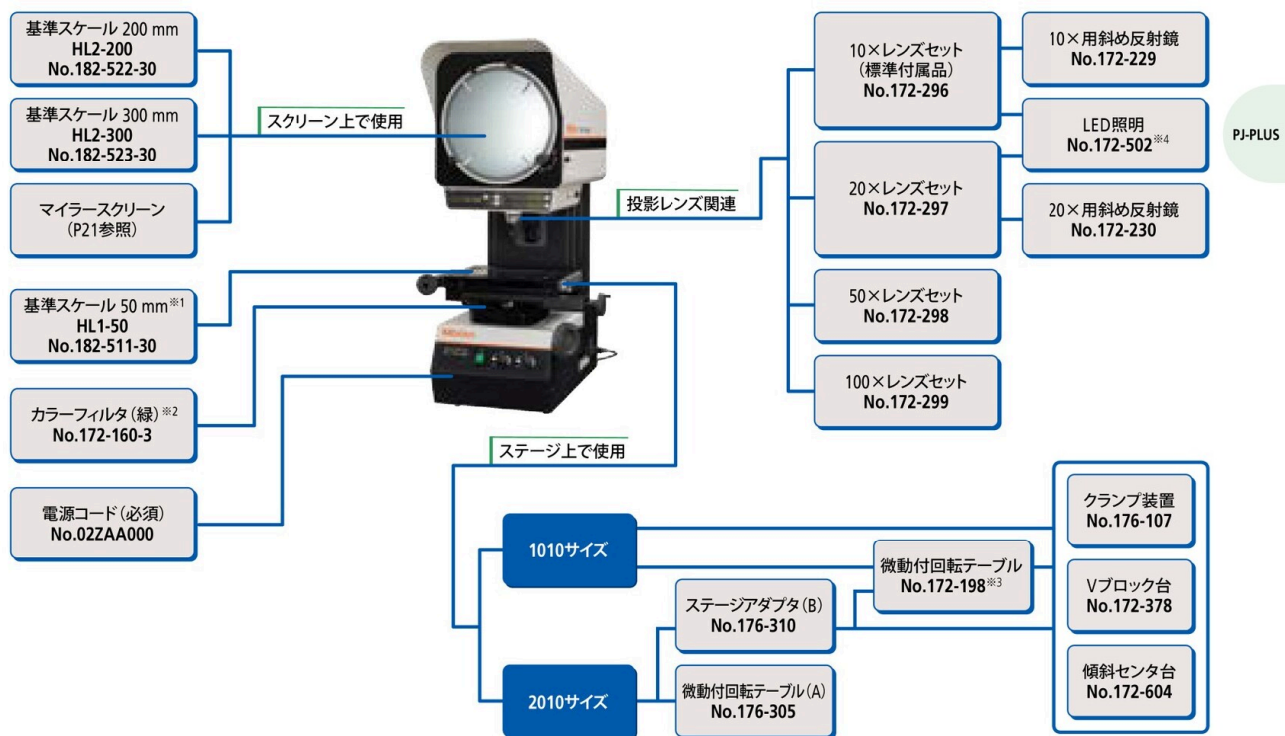 基準スケール 200 mm
HL2-200
No.182-522-30
基準スケール 300 mm
HL2-300
No.182-523-30
マイラースクリーン
(P21参照)
基準スケール 50 mm※1
HL1-50
No.182-511-30
カラーフィルタ(緑)※2
No.172-160-3
電源コード(必須)
No.02ZAA000
スクリーン上で使用
投影レンズ関連
ステージ上で使用
10×レンズセット
(標準付属品)
No.172-296
20×レンズセット
No.172-297
50×レンズセット
No.172-298
100×レンズセット
No.172-299
10×用斜め反射鏡
No.172-229
LED照明
No.172-502※4
20×用斜め反射鏡
No.172-230
PJ-PLUS
1010サイズ
2010サイズ
ステージアダプタ(B)
No.176-310
微動付回転テーブル(A)
No.176-305
微動付回転テーブル
No.172-198※3
クランプ装置
No.176-107
Vブロック台
No.172-378
傾斜センタ台
No.172-604